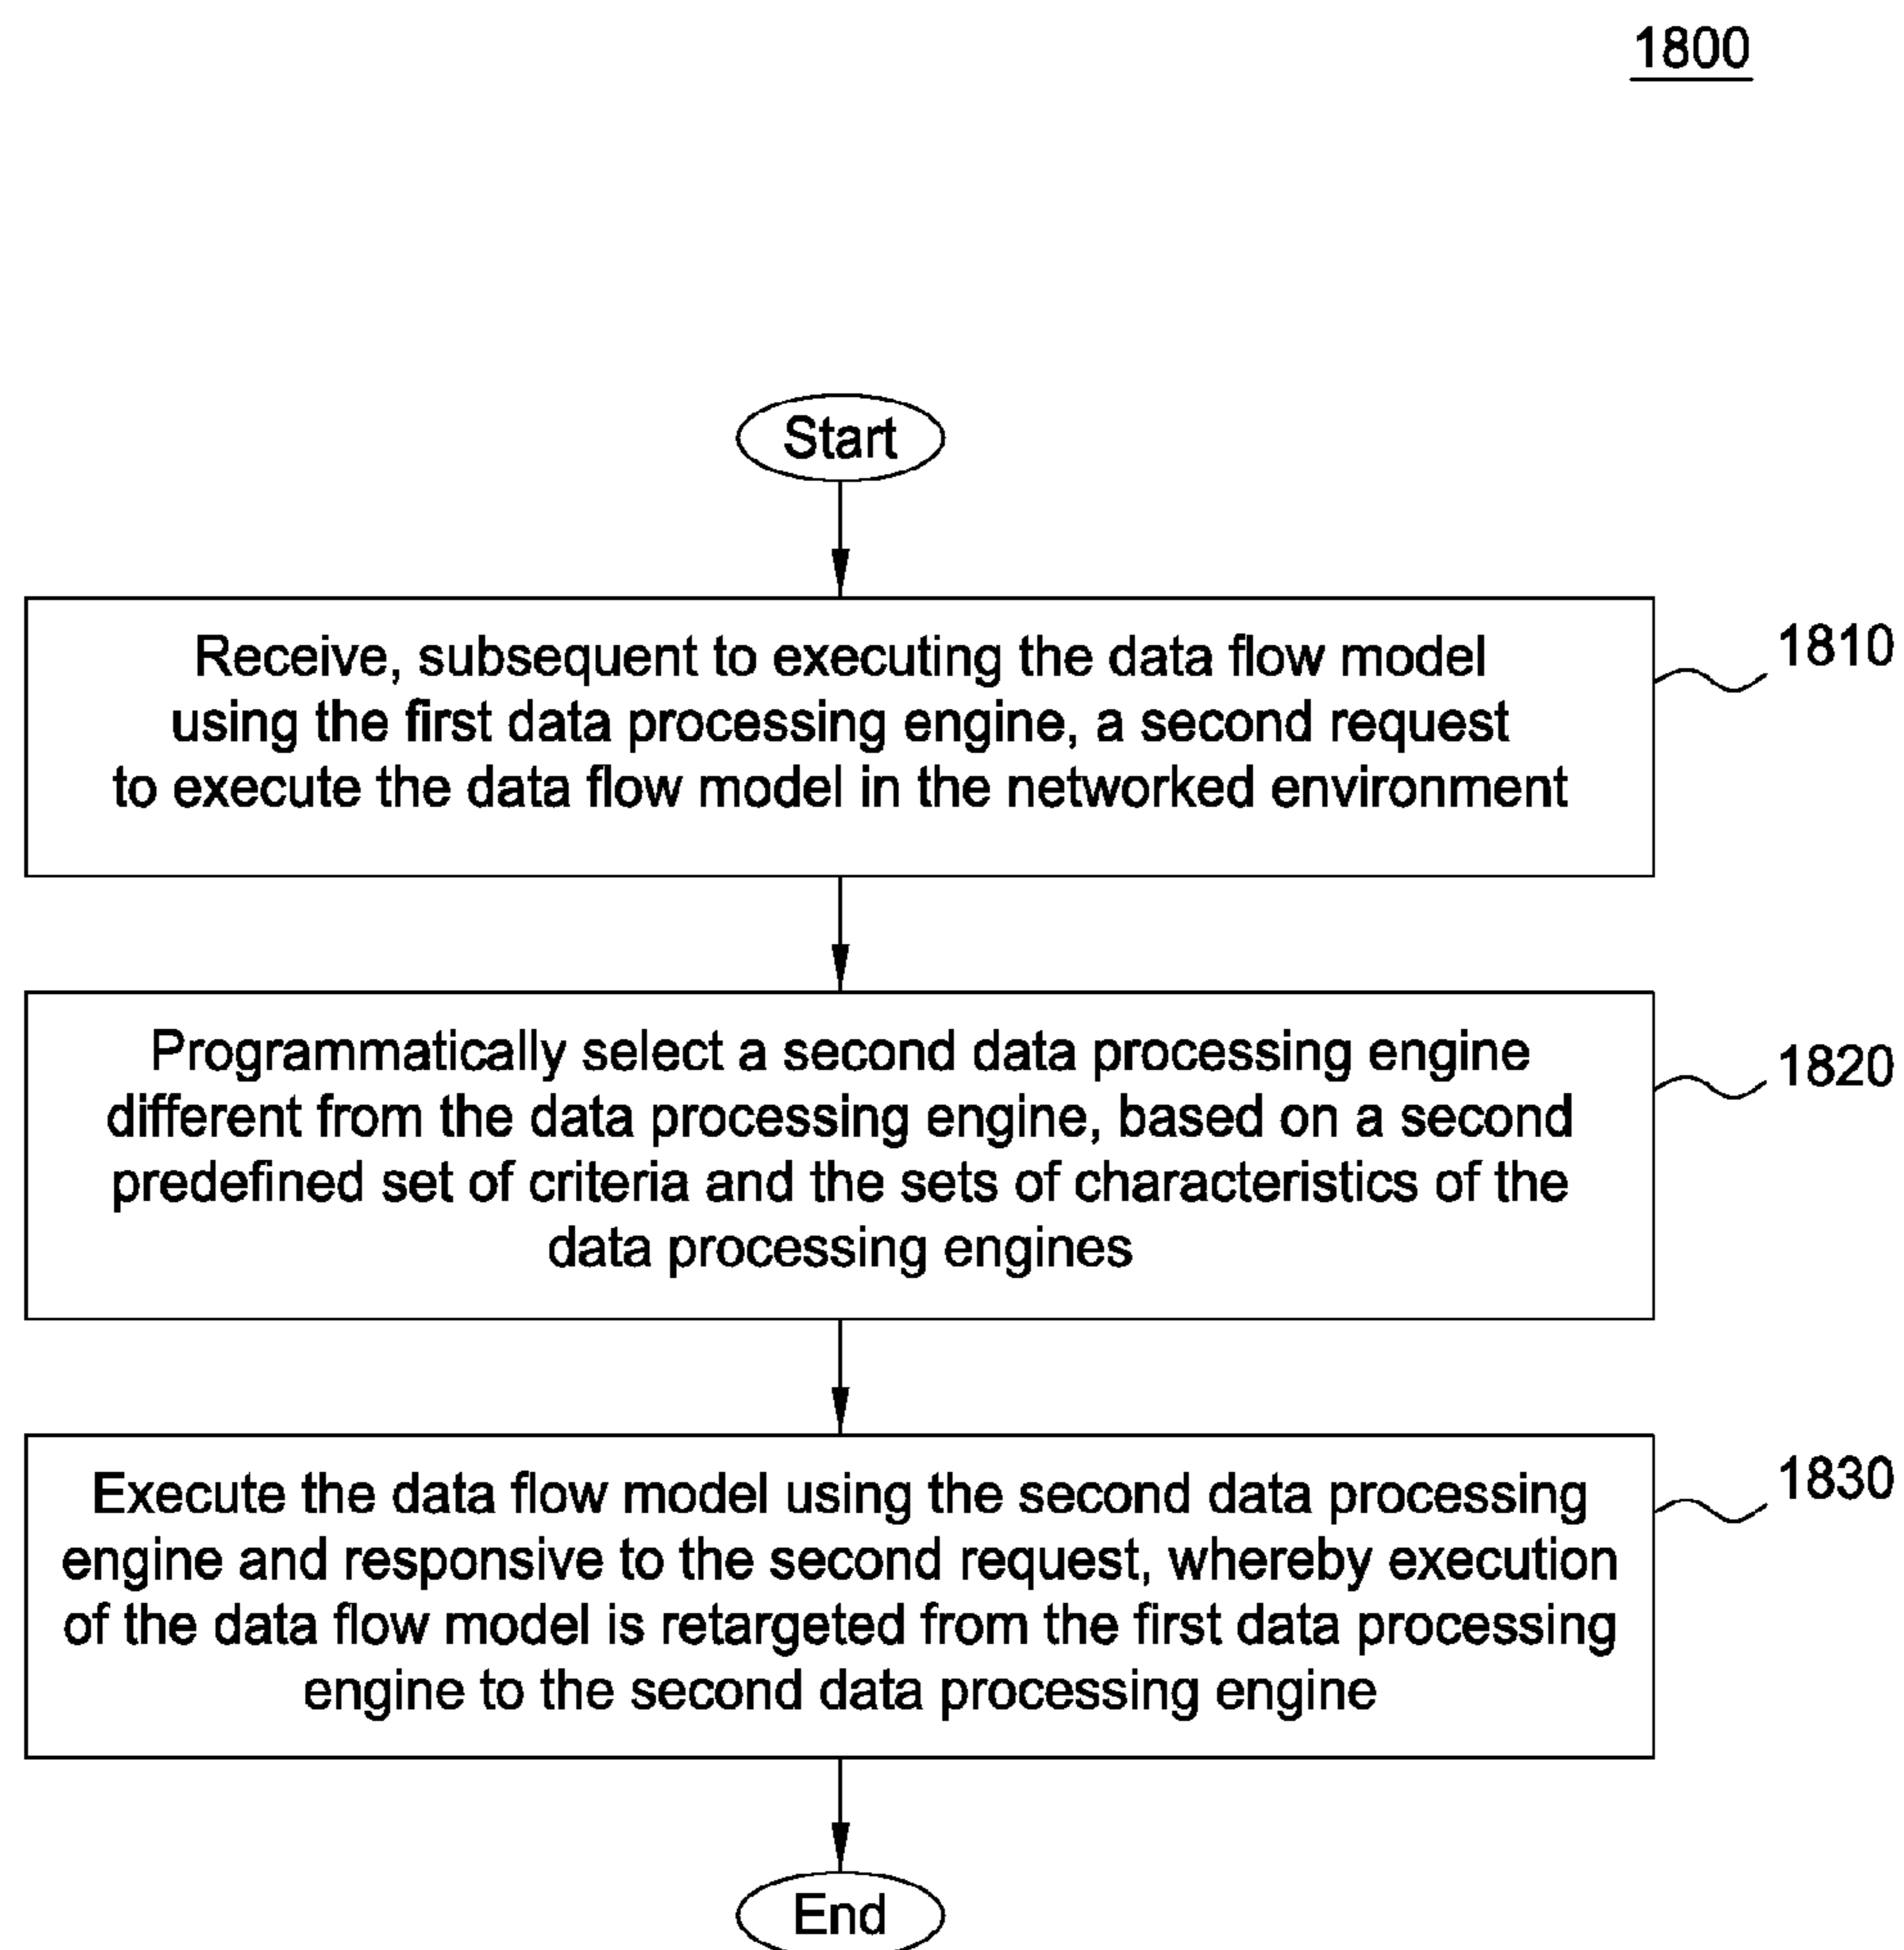 1800
Start
Receive, subsequent to executing the data flow model
using the first data processing engine, a second request
to execute the data flow model in the networked environment
1810
Programmatically select a second data processing engine
different from the data processing engine, based on a second
predefined set of criteria and the sets of characteristics of the
data processing engines
1820
Execute the data flow model using the second data processing
engine and responsive to the second request, whereby execution
of the data flow model is retargeted from the first data processing
engine to the second data processing engine
1830
End